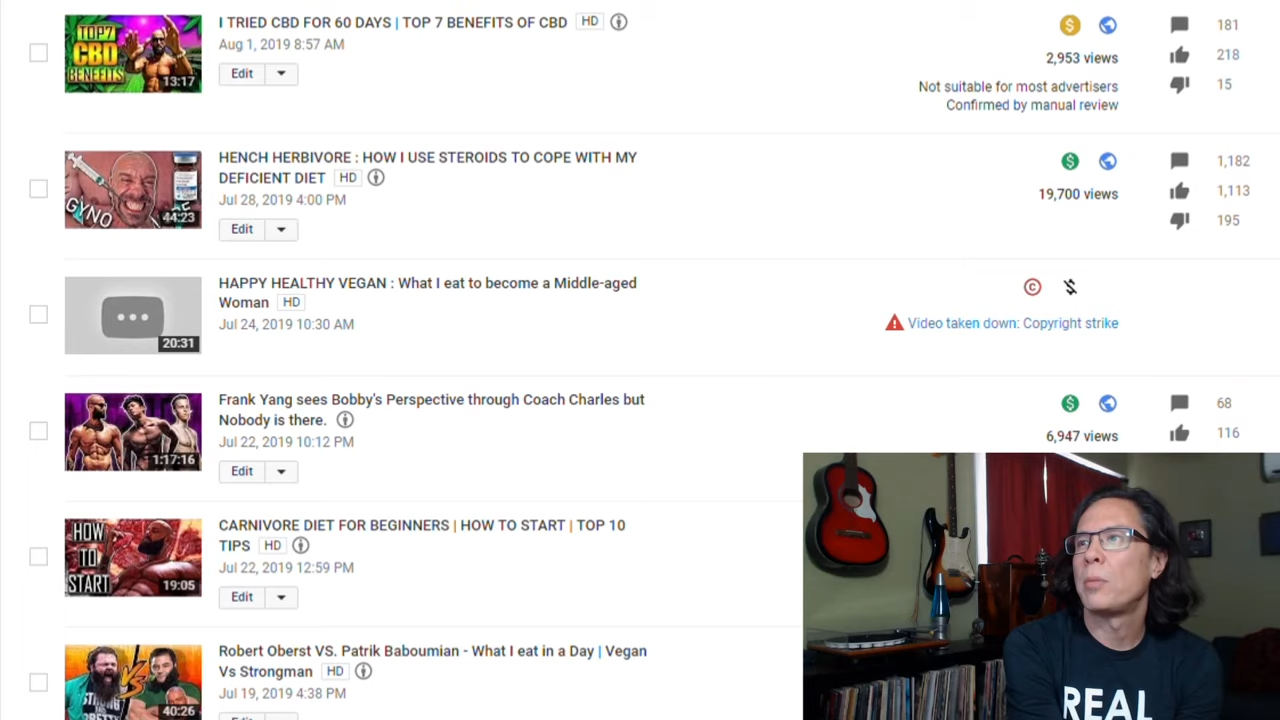 I TRIED CBD FOR 60 DAYS | TOP 7 BENEFITS OF CBD HD
Aug 1, 2019 8:57 AM
Edit
TOP7
CBD
BENEFITS
13:17
$
2,953 views
Not suitable for most advertisers
Confirmed by manual review
181
218
15
HENCH HERBIVORE : HOW I USE STEROIDS TO COPE WITH MY
DEFICIENT DIET HD
Jul 28, 2019 4:00 PM
Edit
GYNO
44:23
$
19,700 views
1,182
1,113
195
HAPPY HEALTHY VEGAN : What I eat to become a Middle-aged
Woman HD
Jul 24, 2019 10:30 AM
20:31
©
$
Video taken down: Copyright strike
Frank Yang sees Bobby's Perspective through Coach Charles but
Nobody is there.
Jul 22, 2019 10:12 PM
Edit
1:17:16
$
6,947 views
68
116
CARNIVORE DIET FOR BEGINNERS | HOW TO START | TOP 10
TIPS HD
Jul 22, 2019 12:59 PM
Edit
HOW
TO
START
19:05
Robert Oberst VS. Patrik Baboumian - What I eat in a Day | Vegan
Vs Strongman HD
Jul 19, 2019 4:38 PM
VS
40:26
REAL